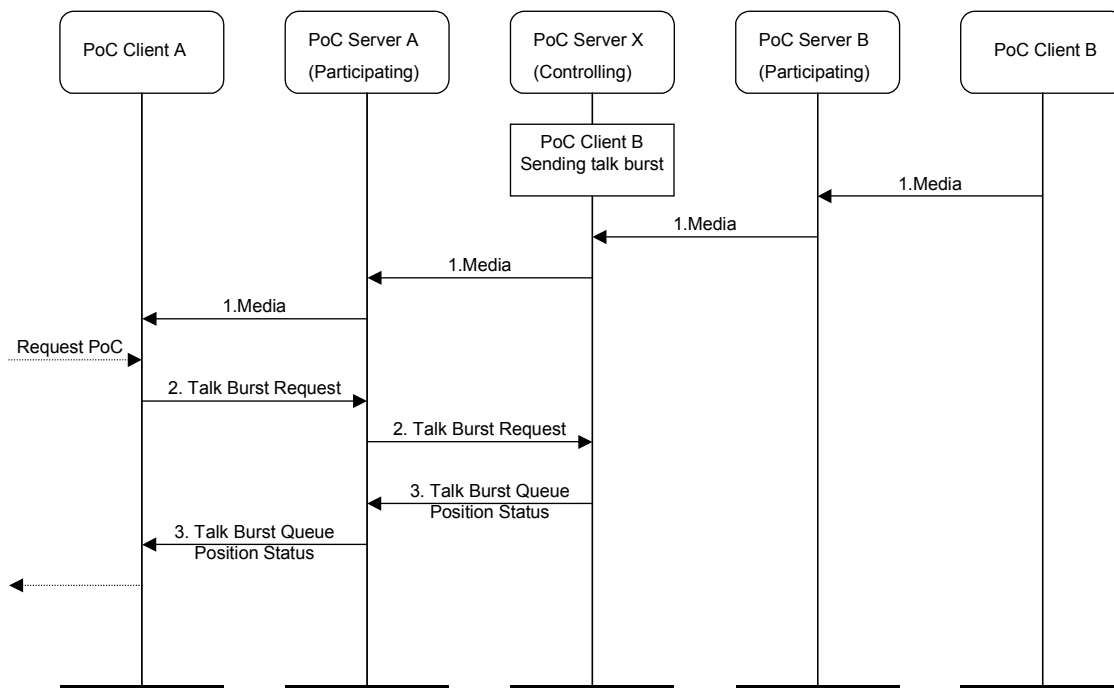 PoC Client A
PoC Server A
(Participating)
PoC Server X
(Controlling)
PoC Server B
(Participating)
PoC Client B
PoC Client B
Sending talk burst
1.Media
1.Media
1.Media
1.Media
Request PoC
2. Talk Burst Request
2. Talk Burst Request
3. Talk Burst Queue
Position Status
3. Talk Burst Queue
Position Status